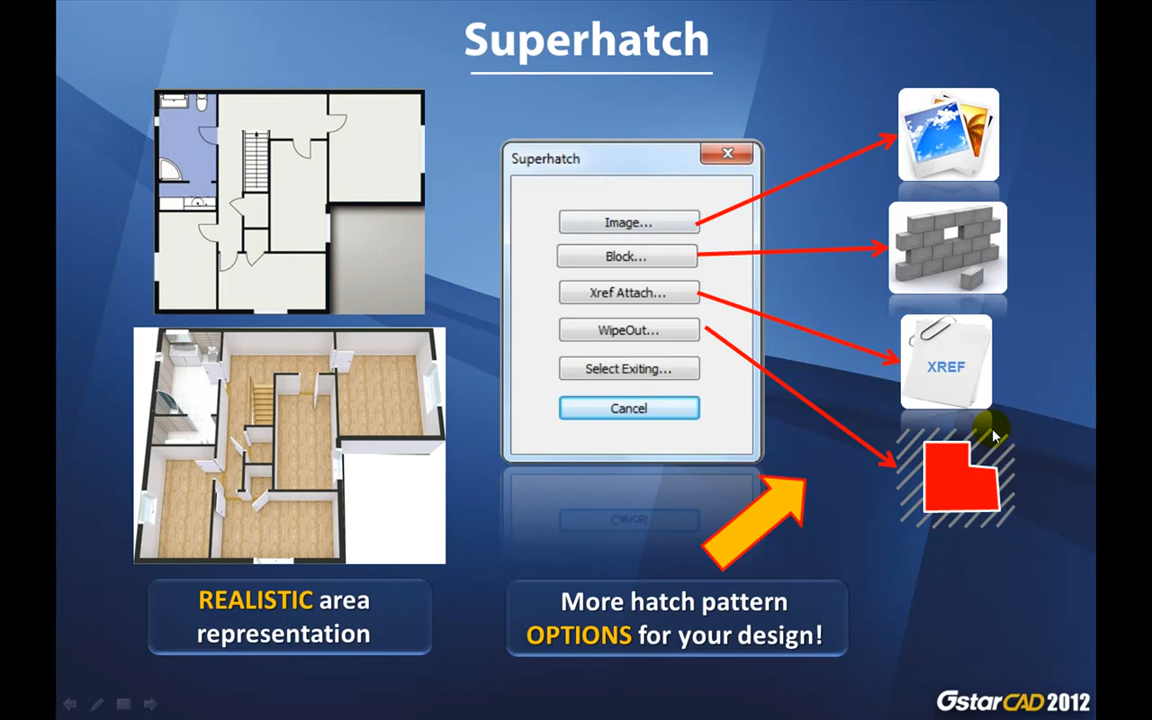 Superhatch
Superhatch
Image...
Block...
Xref Attach...
WipeOut...
Select Exiting...
Cancel
XREF
Cancel
REALISTIC area
representation
More hatch pattern
OPTIONS for your design!
GstarCAD 2012